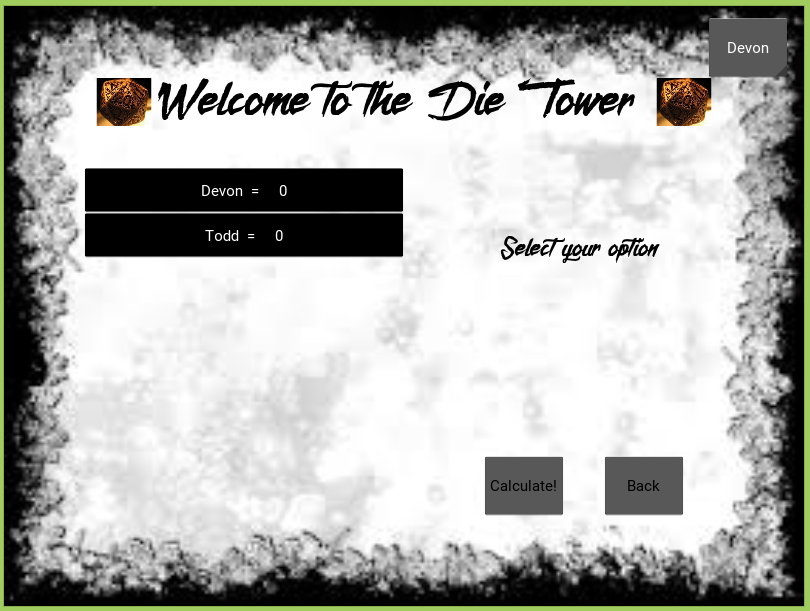 Devon
Welcome To The Die Tower
Devon = 0
Todd = 0
Select your option
Calculate!
Back